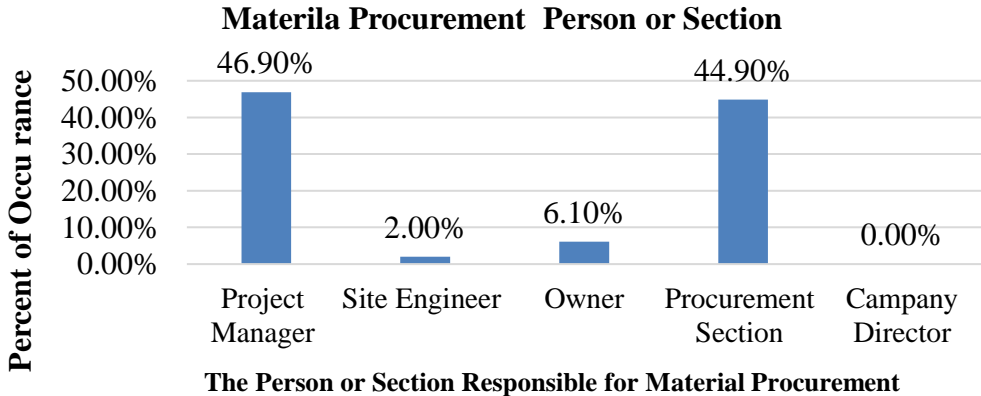 Materila Procurement Person or Section
Percent of Occu rance
50.00%
40.00%
30.00%
20.00%
10.00%
0.00%
46.90%
2.00%
6.10%
44.90%
0.00%
Project
Manager
Site Engineer
Owner
Procurement
Section
Campany
Director
The Person or Section Responsible for Material Procurement